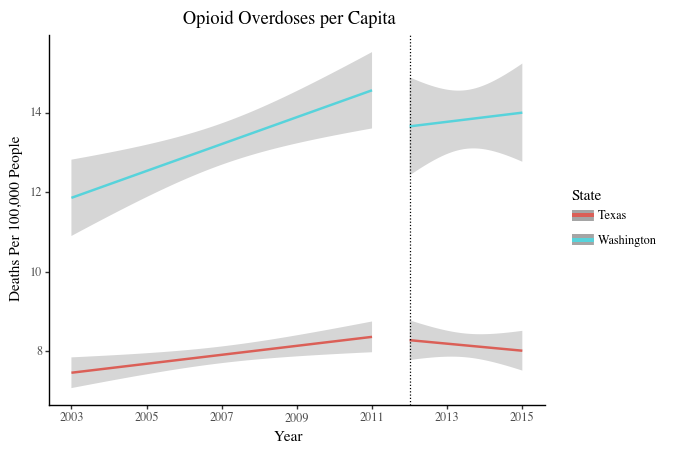 Opioid Overdoses per Capita
Deaths Per 100,000 People
14
12
10
8
2003
2005
2007
2009
2011
2013
2015
Year
State
Texas
Washington